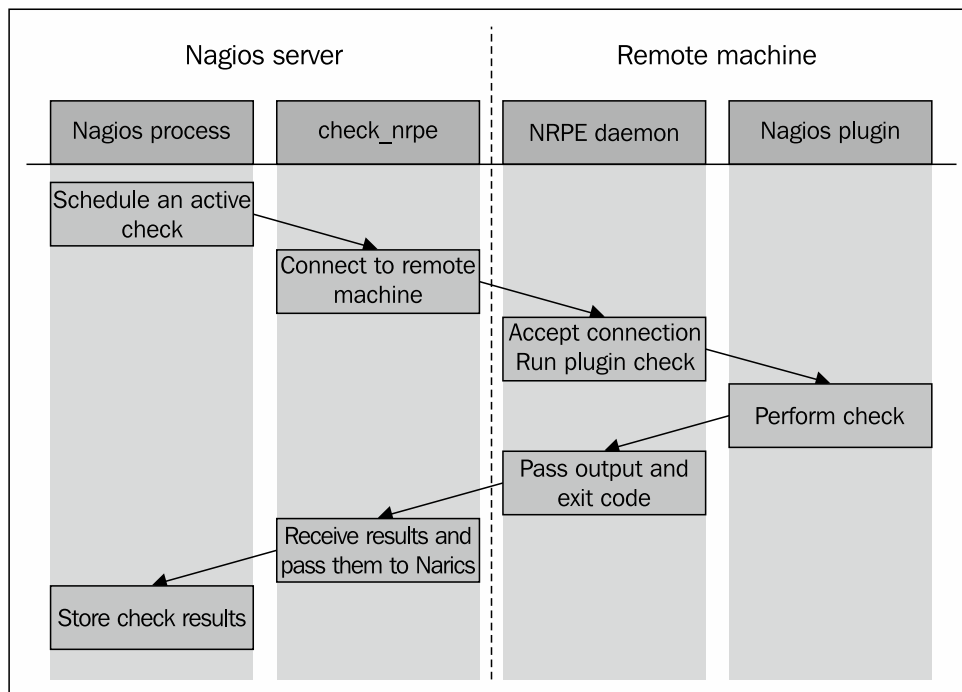 Nagios server
Remote machine
Nagios process
check_nrpe
NRPE daemon
Nagios plugin
Schedule an active
check
Connect to remote
machine
Accept connection
Run plugin check
Perform check
Pass output and
exit code
Receive results and
pass them to Narics
Store check results